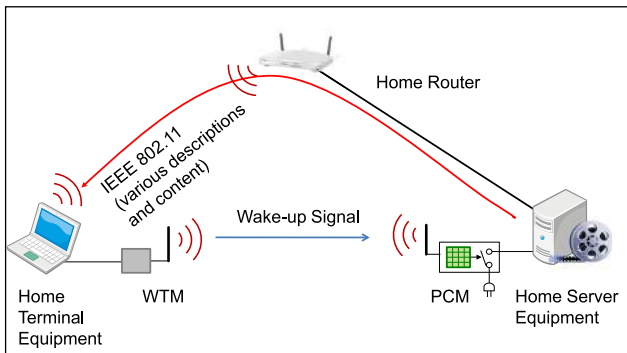 Home Router
IEEE 802.11
(various descriptions
and content)
Wake-up Signal
Home
Terminal
Equipment
WTM
PCM
Home Server
Equipment